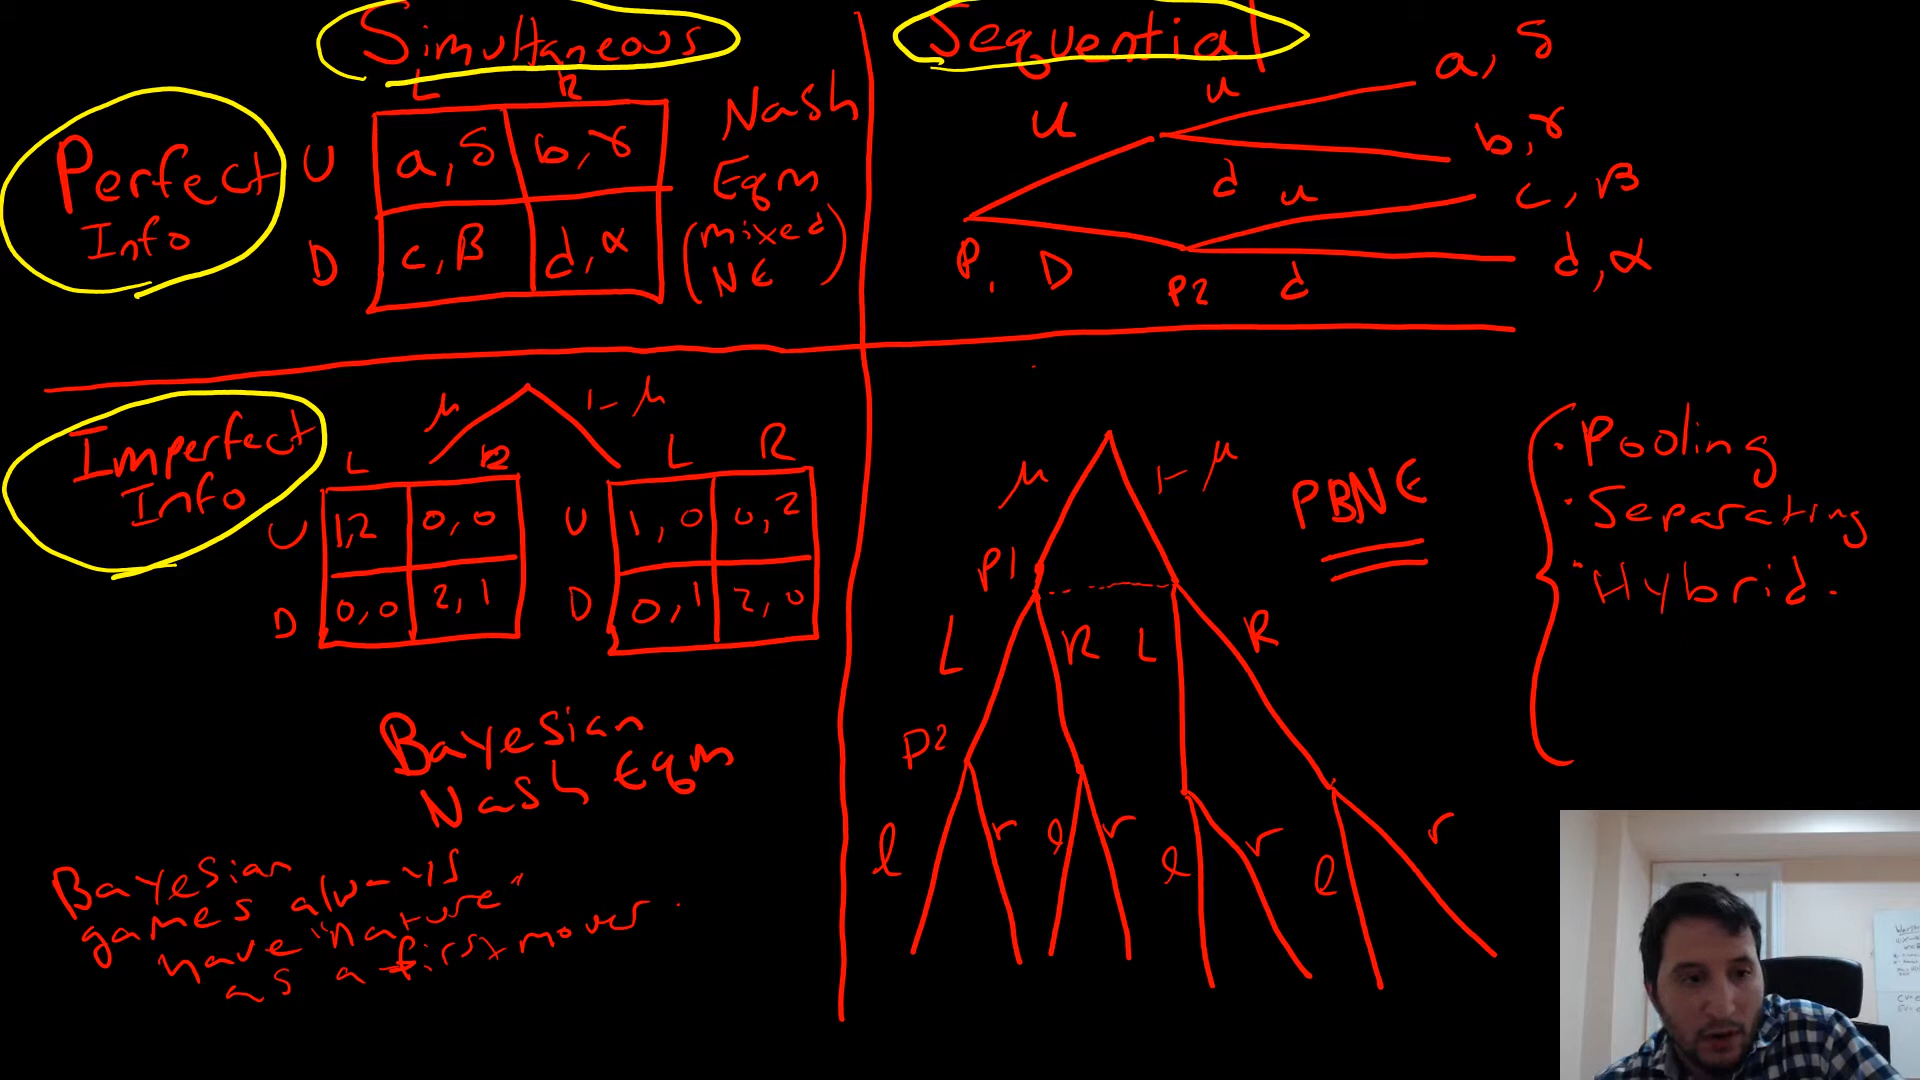 Simultaneous
Sequential
Perfect
Info
L R
U a, δ b, γ
D c, β d, α
Nash
Eqm
(mixed
NE)
U
u
a, δ
d
b, γ
u
c, β
P1 D
P2
d
d, α
Imperfect
Info
μ 1-μ
L R
U 1,2 0,0
D 0,0 2,1
L R
U 1,0 0,2
D 0,1 2,0
Bayesian
Nash Eqm
Bayesian
games always
have "nature"
as a first mover.
μ 1-μ
PBNE
P1
L R L R
P2
l r l r l r l r
· Pooling
· Separating
· Hybrid.